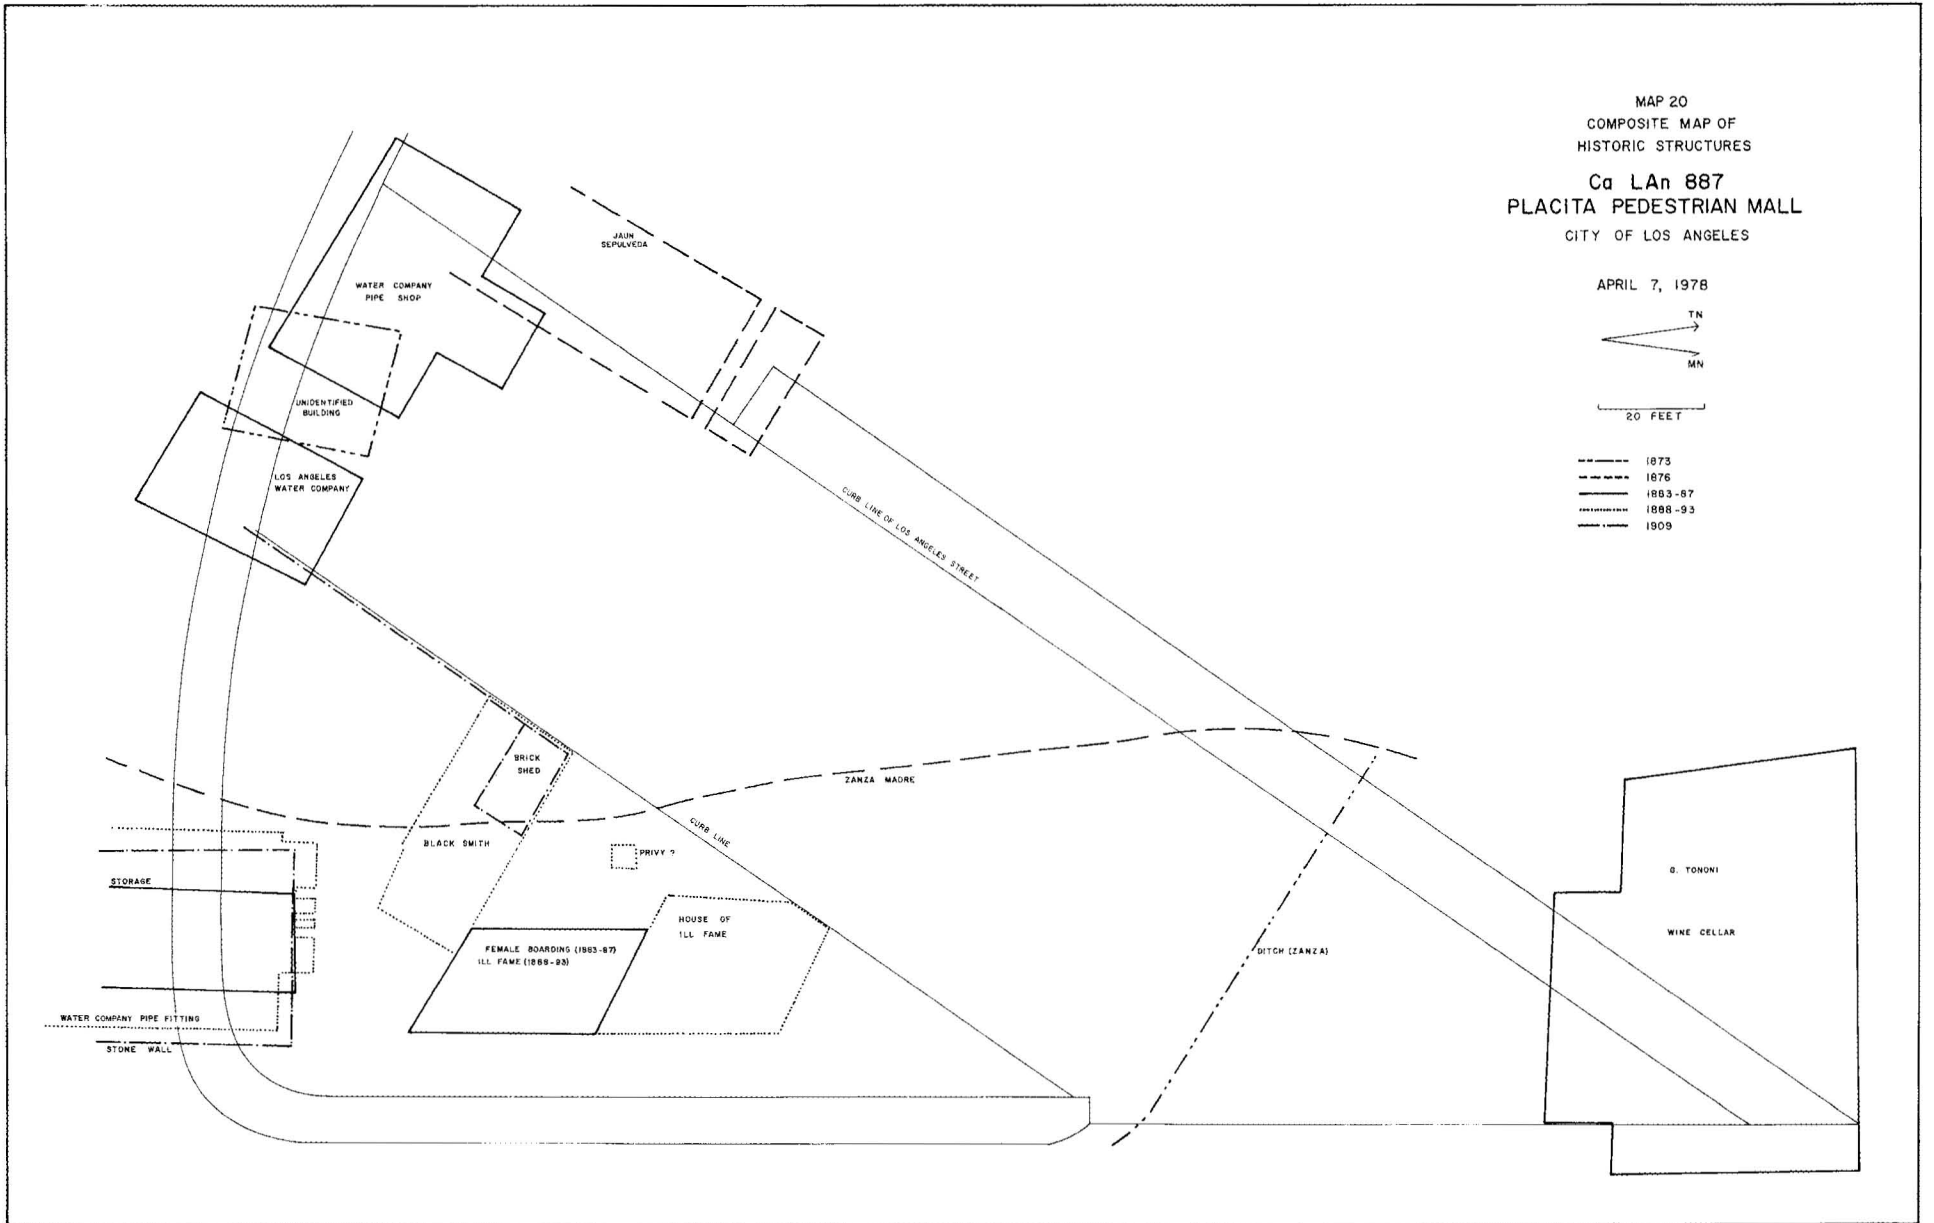 MAP 20
COMPOSITE MAP OF
HISTORIC STRUCTURES
Ca LAn 887
PLACITA PEDESTRIAN MALL
CITY OF LOS ANGELES
APRIL 7, 1978
TN
MN
20 FEET
1873
1876
1883-87
1888-93
1909
JAUN
SEPULVEDA
WATER COMPANY
PIPE SHOP
UNIDENTIFIED
BUILDING
LOS ANGELES
WATER COMPANY
CURB LINE OF LOS ANGELES STREET
BRICK
SHED
ZANZA MADRE
CURB LINE
BLACK SMITH
PRIVY ?
STORAGE
G. TONONI
HOUSE OF
ILL FAME
WINE CELLAR
FEMALE BOARDING (1883-87)
ILL FAME (1888-93)
DITCH (ZANZA)
WATER COMPANY PIPE FITTING
STONE WALL